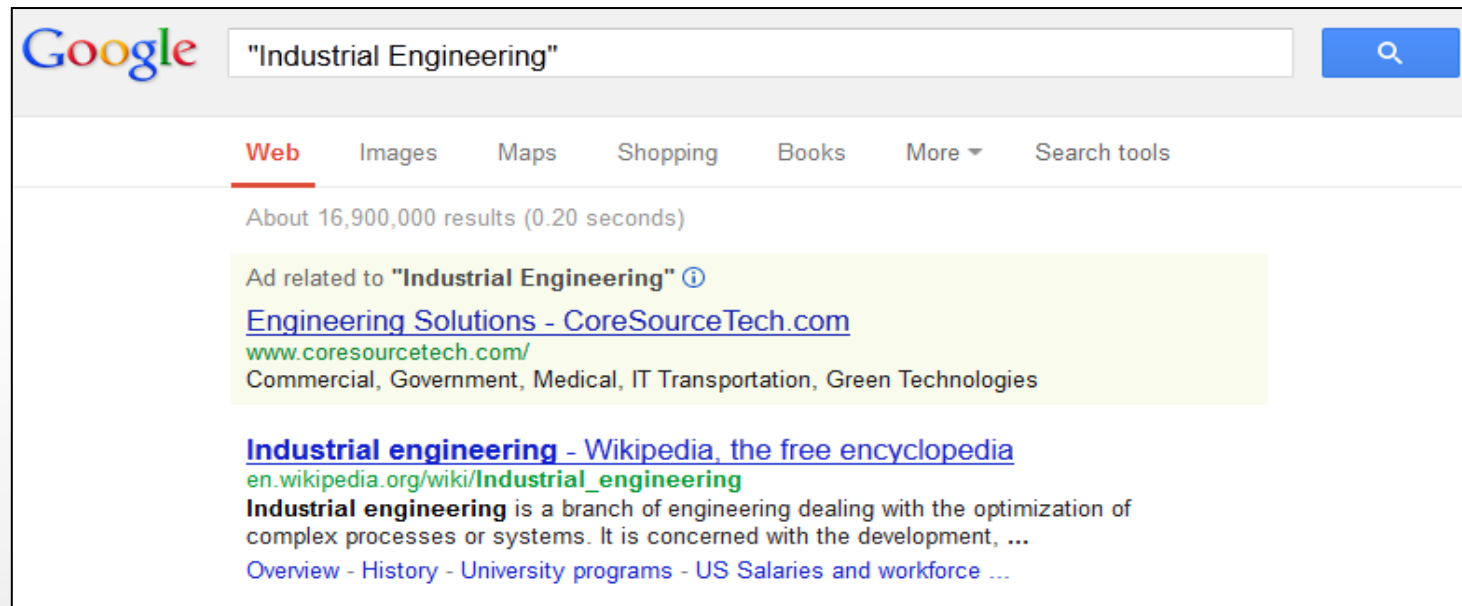 Google "Industrial Engineering"
Web Images Maps Shopping Books More Search tools
About 16,900,000 results (0.20 seconds)
Ad related to "Industrial Engineering"
Engineering Solutions - CoreSourceTech.com
www.coresourcetech.com/
Commercial, Government, Medical, IT Transportation, Green Technologies
Industrial engineering - Wikipedia, the free encyclopedia
en.wikipedia.org/wiki/Industrial_engineering
Industrial engineering is a branch of engineering dealing with the optimization of
complex processes or systems. It is concerned with the development, ...
Overview - History - University programs - US Salaries and workforce ...